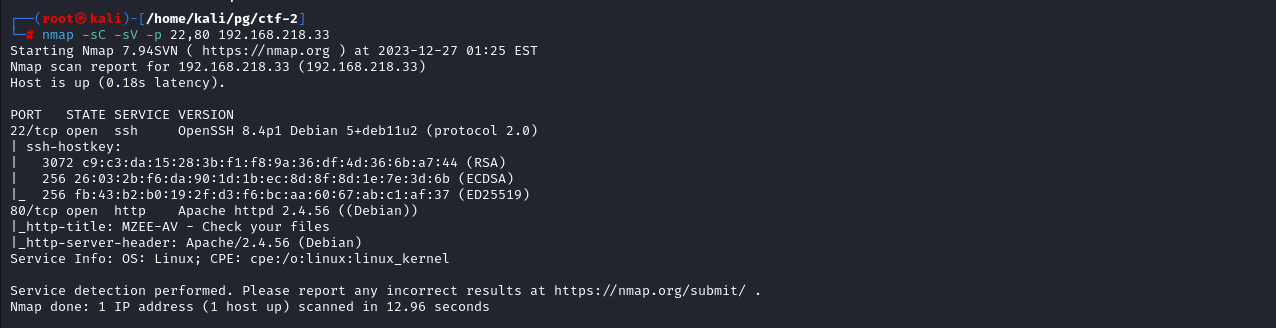 ┌──(root㉿kali)-[/home/kali/pg/ctf-2]
└─# nmap -sC -sV -p 22,80 192.168.218.33
Starting Nmap 7.94SVN ( https://nmap.org ) at 2023-12-27 01:25 EST
Nmap scan report for 192.168.218.33 (192.168.218.33)
Host is up (0.18s latency).
PORT   STATE SERVICE VERSION
22/tcp open  ssh     OpenSSH 8.4p1 Debian 5+deb11u2 (protocol 2.0)
| ssh-hostkey:
|   3072 c9:c3:da:15:28:3b:f1:f8:9a:36:df:4d:36:6b:a7:44 (RSA)
|   256 26:03:2b:f6:da:90:1d:1b:ec:8d:8f:8d:1e:7e:3d:6b (ECDSA)
|_  256 fb:43:b2:b0:19:2f:d3:f6:bc:aa:60:67:ab:c1:af:37 (ED25519)
80/tcp open  http    Apache httpd 2.4.56 ((Debian))
|_http-title: MZEE-AV - Check your files
|_http-server-header: Apache/2.4.56 (Debian)
Service Info: OS: Linux; CPE: cpe:/o:linux:linux_kernel
Service detection performed. Please report any incorrect results at https://nmap.org/submit/ .
Nmap done: 1 IP address (1 host up) scanned in 12.96 seconds